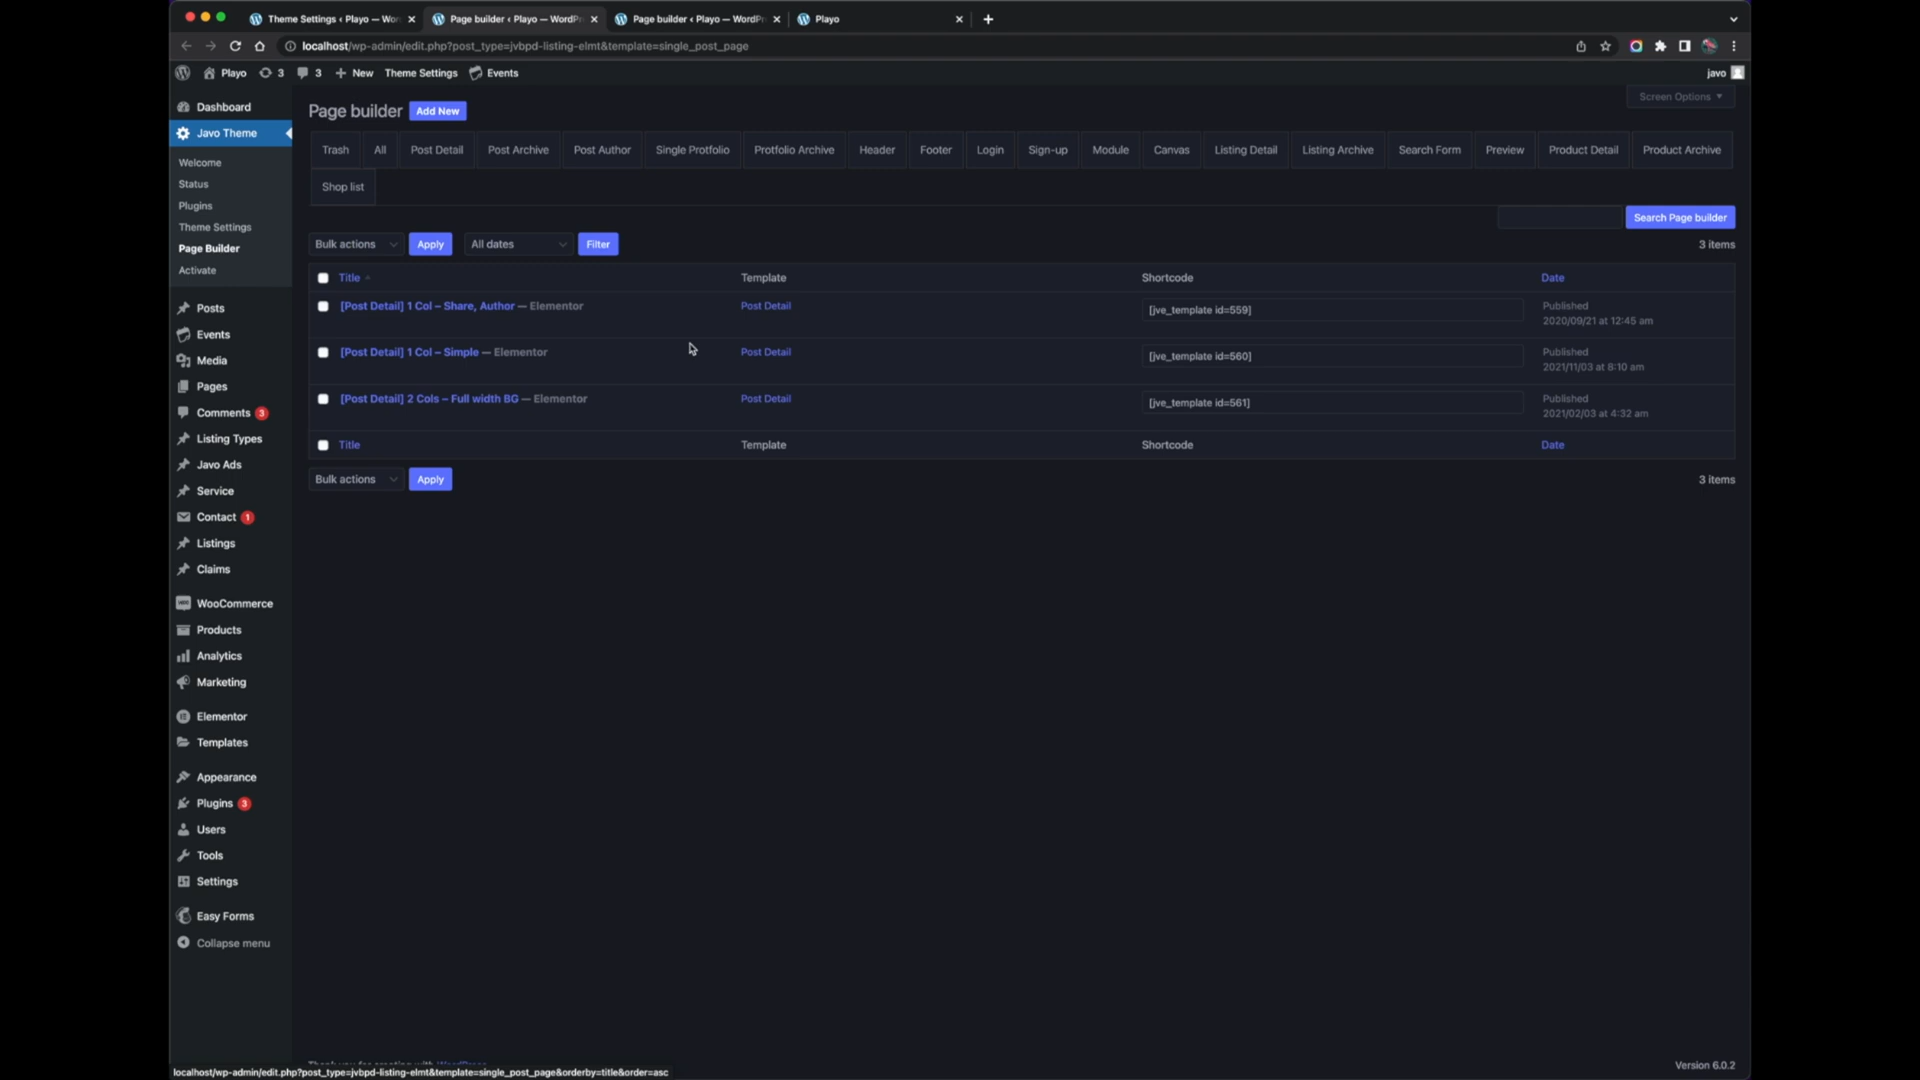 Theme Settings ‹ Playo — Wor
Page builder ‹ Playo — WordPr
Page builder ‹ Playo — WordPr
Playo
localhost/wp-admin/edit.php?post_type=jvbpd-listing-elmt&template=single_post_page
Playo 3 3 New Theme Settings Events
javo
Dashboard
Javo Theme
Welcome
Status
Plugins
Theme Settings
Page Builder
Activate
Posts
Events
Media
Pages
Comments 3
Listing Types
Javo Ads
Service
Contact 1
Listings
Claims
WooCommerce
Products
Analytics
Marketing
Elementor
Templates
Appearance
Plugins 3
Users
Tools
Settings
Easy Forms
Collapse menu
Screen Options
Page builder Add New
Trash All Post Detail Post Archive Post Author Single Protfolio Protfolio Archive Header Footer Login Sign-up Module Canvas Listing Detail Listing Archive Search Form Preview Product Detail Product Archive
Shop list
Search Page builder
Bulk actions Apply All dates Filter 3 items
Title Template Shortcode Date
[Post Detail] 1 Col – Share, Author — Elementor Post Detail [jve_template id=559] Published
2020/09/21 at 12:45 am
[Post Detail] 1 Col – Simple — Elementor Post Detail [jve_template id=560] Published
2021/11/03 at 8:10 am
[Post Detail] 2 Cols – Full width BG — Elementor Post Detail [jve_template id=561] Published
2021/02/03 at 4:32 am
Title Template Shortcode Date
Bulk actions Apply 3 items
Thank you for creating with WordPress
Version 6.0.2
localhost/wp-admin/edit.php?post_type=jvbpd-listing-elmt&template=single_post_page&orderby=title&order=asc